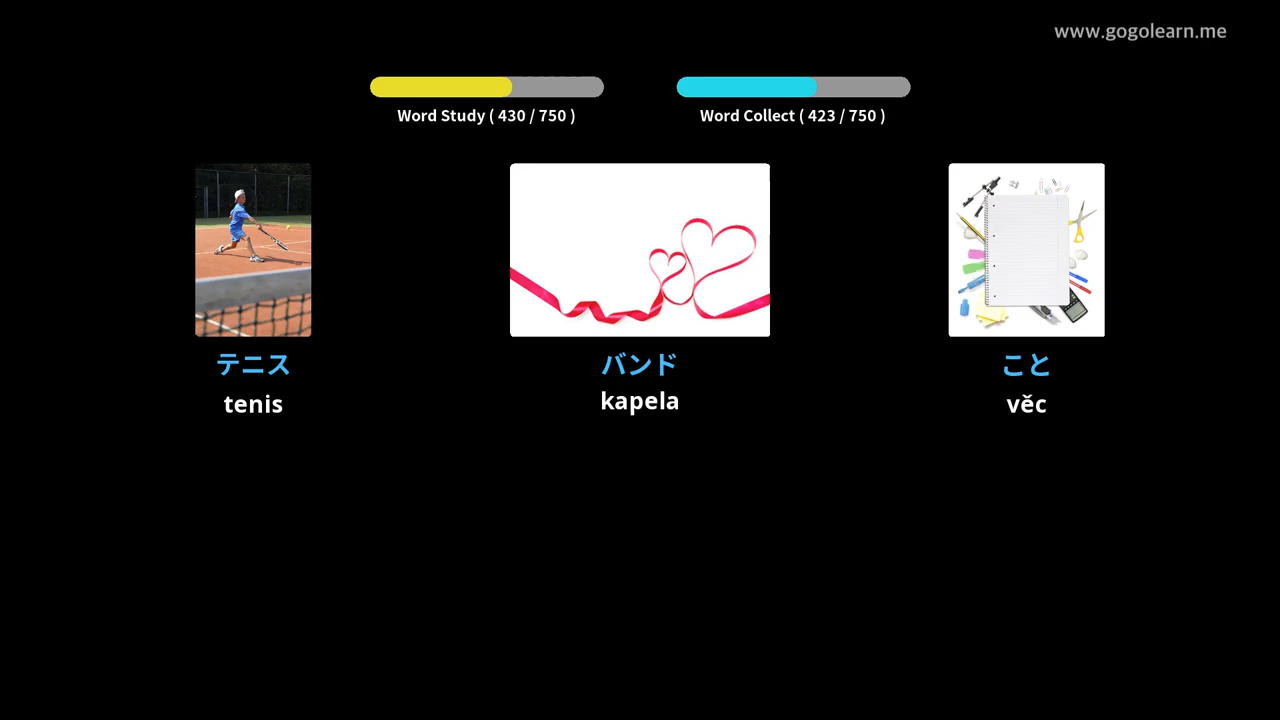 www.gogolearn.me
Word Study ( 430 / 750 )
Word Collect ( 423 / 750 )
テニス
バンド
こと
tenis
kapela
věc